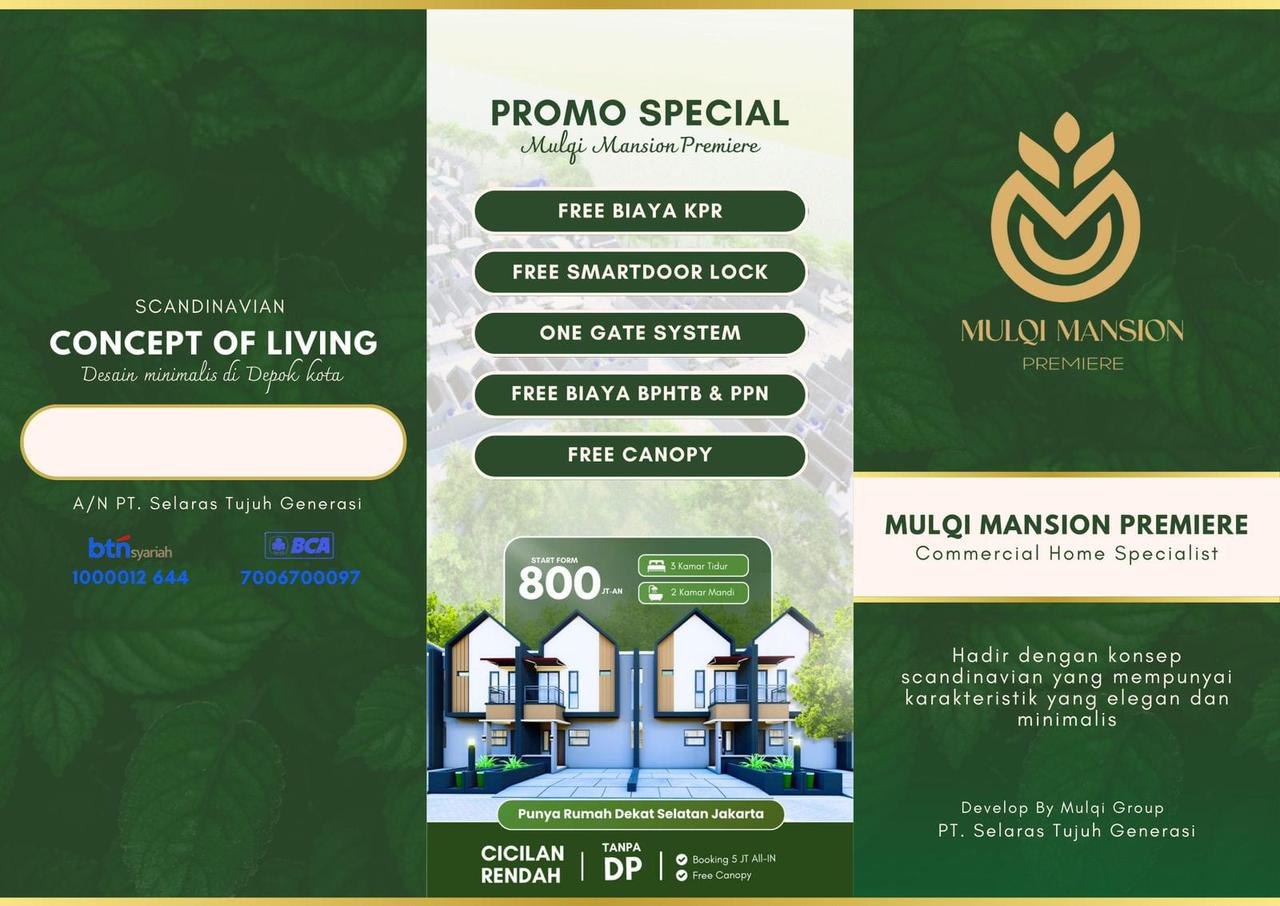 SCANDINAVIAN
CONCEPT OF LIVING
Desain minimalis di Depok kota
A/N PT. Selaras Tujuh Generasi
btn syariah
1000012 644
BCA
7006700097
PROMO SPECIAL
Mulqi Mansion Premiere
FREE BIAYA KPR
FREE SMARTDOOR LOCK
ONE GATE SYSTEM
FREE BIAYA BPHTB & PPN
FREE CANOPY
START FORM
800 JT-AN
3 Kamar Tidur
2 Kamar Mandi
Punya Rumah Dekat Selatan Jakarta
CICILAN
RENDAH
TANPA
DP
Booking 5 JT All-IN
Free Canopy
MULQI MANSION
PREMIERE
MULQI MANSION PREMIERE
Commercial Home Specialist
Hadir dengan konsep
scandinavian yang mempunyai
karakteristik yang elegan dan
minimalis
Develop By Mulqi Group
PT. Selaras Tujuh Generasi